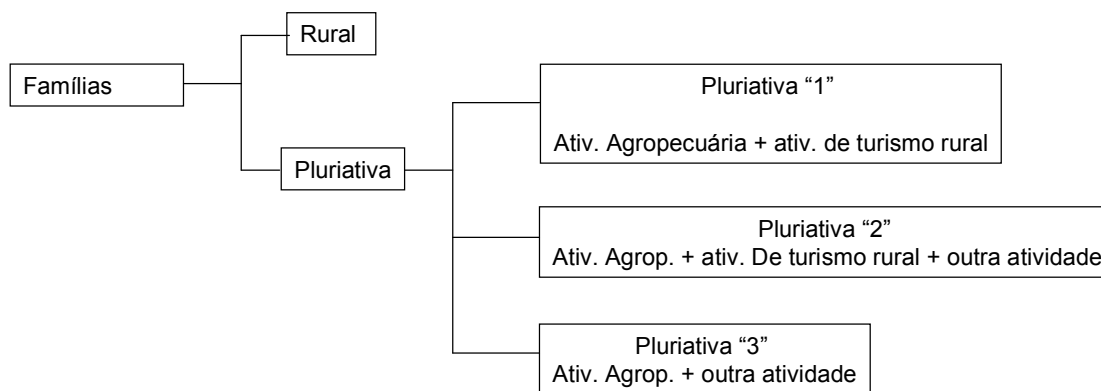 Famílias
Rural
Pluriativa
Pluriativa “1”
Ativ. Agropecuária + ativ. de turismo rural
Pluriativa “2”
Ativ. Agrop. + ativ. De turismo rural + outra atividade
Pluriativa “3”
Ativ. Agrop. + outra atividade